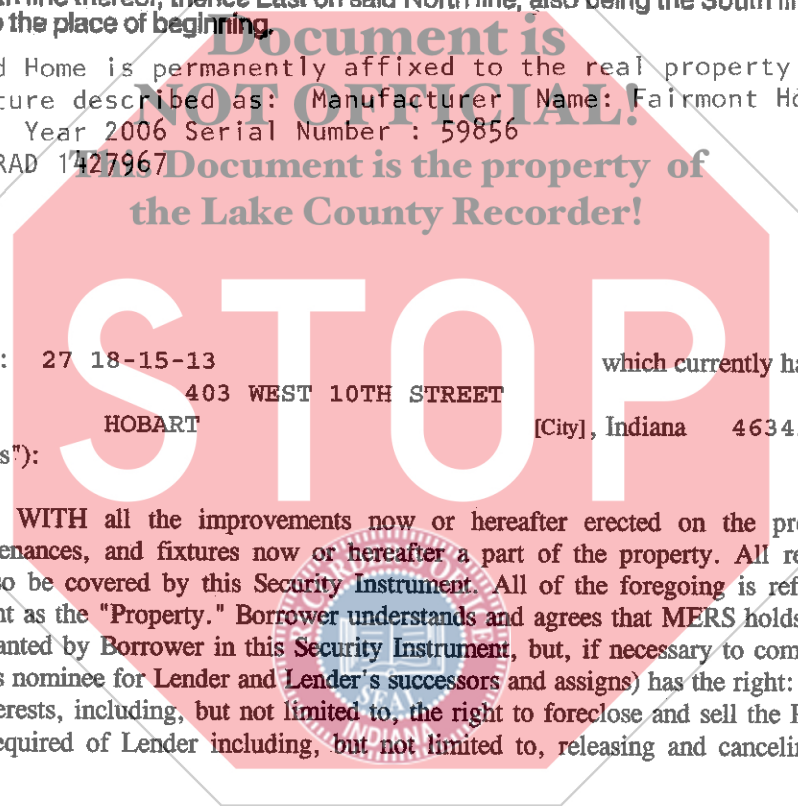 line thereof, thence East on said North line, also being the South
o the place of beginning.
Document is
d Home is permanently affixed to the real property
ture described as: Manufacturer Name: Fairmont Ho
NOT OFFICIAL!
Year 2006 Serial Number : 59856
RAD 1427967
This Document is the property of
the Lake County Recorder!
STOP
: 27 18-15-13 which currently ha
403 WEST 10TH STREET
HOBART [City], Indiana 4634
s"):
WITH all the improvements now or hereafter erected on the pro
enances, and fixtures now or hereafter a part of the property. All re
so be covered by this Security Instrument. All of the foregoing is ref
nt as the "Property." Borrower understands and agrees that MERS holds
anted by Borrower in this Security Instrument, but, if necessary to com
s nominee for Lender and Lender's successors and assigns) has the right:
erests, including, but not limited to, the right to foreclose and sell the P
equired of Lender including, but not limited to, releasing and cancelin
SEAL
INDIANA